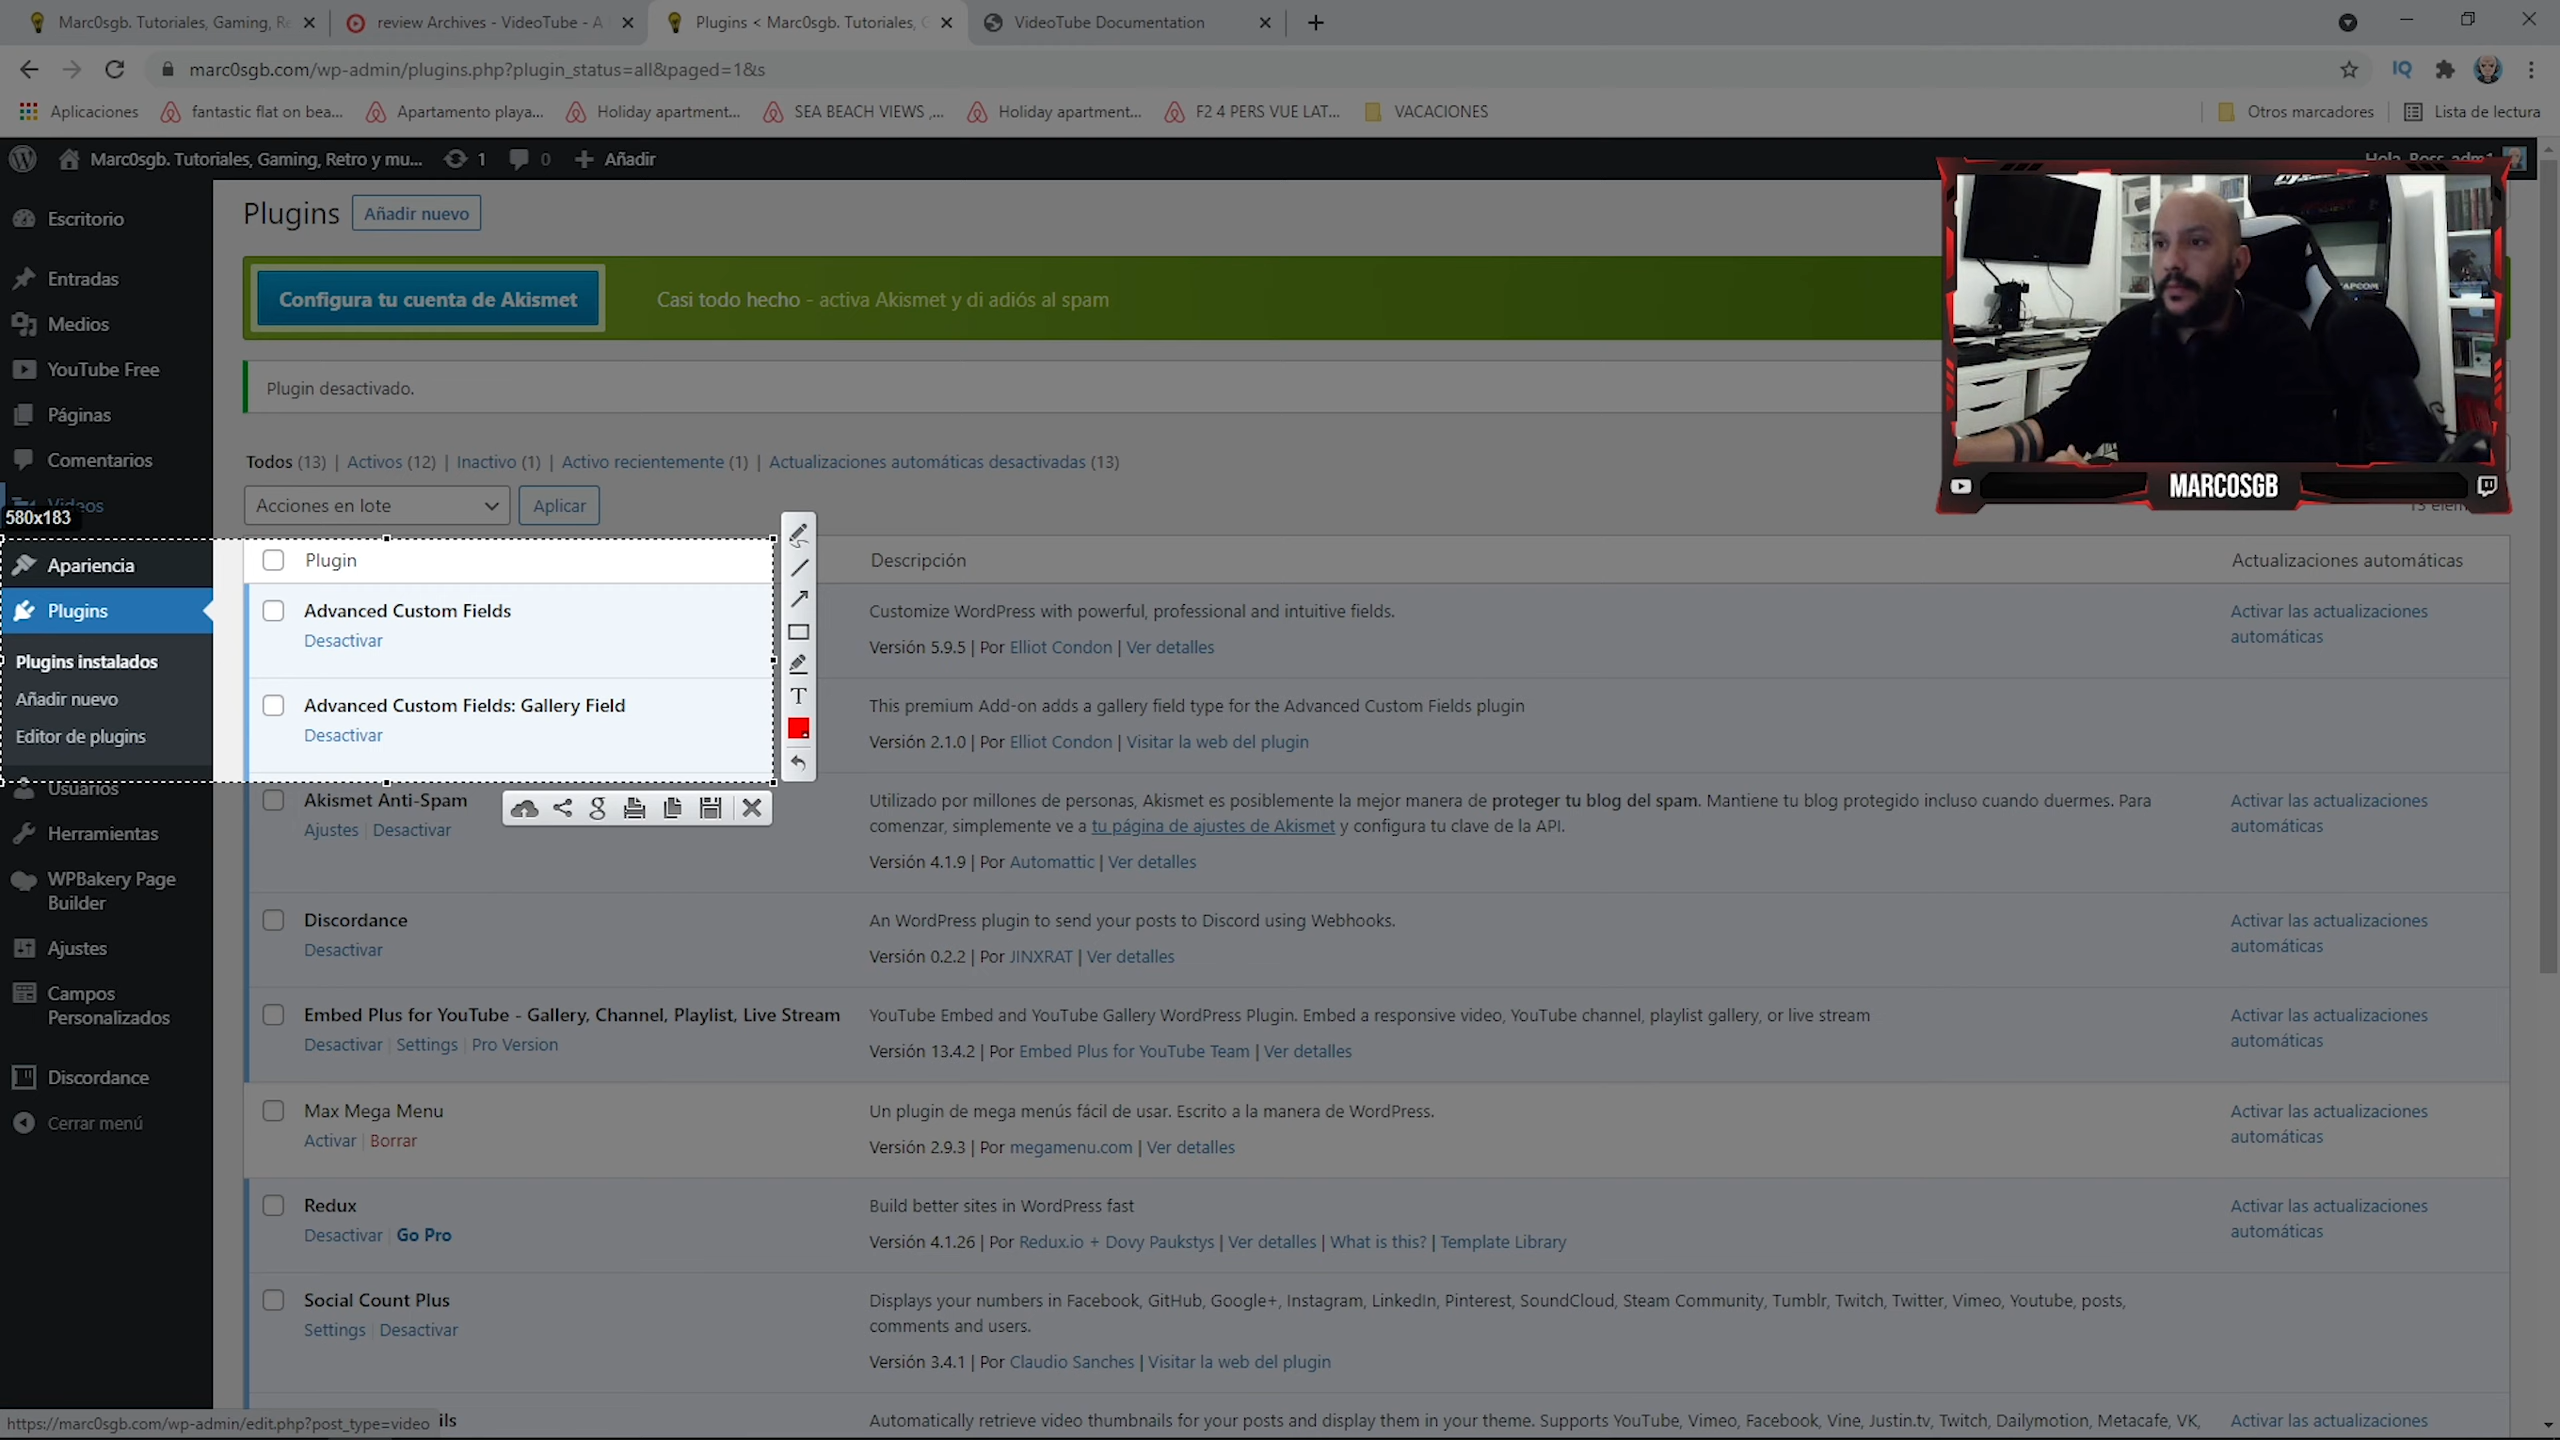 Marc0sgb. Tutoriales, Gaming, Re
review Archives - VideoTube - A
Plugins < Marc0sgb. Tutoriales, G
VideoTube Documentation
marc0sgb.com/wp-admin/plugins.php?plugin_status=all&paged=1&s
IQ
Aplicaciones
fantastic flat on bea...
Apartamento playa...
Holiday apartment...
SEA BEACH VIEWS ,...
Holiday apartment...
F2 4 PERS VUE LAT...
VACACIONES
Otros marcadores
Lista de lectura
Marc0sgb. Tutoriales, Gaming, Retro y mu...
1
0
Añadir
Hola, Boss_adm1
Escritorio
Entradas
Medios
YouTube Free
Páginas
Comentarios
Videos
580x183
Apariencia
Plugins
Plugins instalados
Añadir nuevo
Editor de plugins
Usuarios
Herramientas
WPBakery Page
Builder
Ajustes
Campos
Personalizados
Discordance
Cerrar menú
Plugins
Añadir nuevo
Configura tu cuenta de Akismet
Casi todo hecho - activa Akismet y di adiós al spam
Plugin desactivado.
Todos (13) | Activos (12) | Inactivo (1) | Activo recientemente (1) | Actualizaciones automáticas desactivadas (13)
Acciones en lote
Aplicar
CAPCOM
MARCOSGB
13 elem
Plugin
Descripción
Actualizaciones automáticas
Advanced Custom Fields
Desactivar
Customize WordPress with powerful, professional and intuitive fields.
Versión 5.9.5 | Por Elliot Condon | Ver detalles
Activar las actualizaciones
automáticas
Advanced Custom Fields: Gallery Field
Desactivar
This premium Add-on adds a gallery field type for the Advanced Custom Fields plugin
Versión 2.1.0 | Por Elliot Condon | Visitar la web del plugin
T
Akismet Anti-Spam
Ajustes | Desactivar
Utilizado por millones de personas, Akismet es posiblemente la mejor manera de proteger tu blog del spam. Mantiene tu blog protegido incluso cuando duermes. Para
comenzar, simplemente ve a tu página de ajustes de Akismet y configura tu clave de la API.
Versión 4.1.9 | Por Automattic | Ver detalles
Activar las actualizaciones
automáticas
Discordance
Desactivar
An WordPress plugin to send your posts to Discord using Webhooks.
Versión 0.2.2 | Por JINXRAT | Ver detalles
Activar las actualizaciones
automáticas
Embed Plus for YouTube - Gallery, Channel, Playlist, Live Stream
Desactivar | Settings | Pro Version
YouTube Embed and YouTube Gallery WordPress Plugin. Embed a responsive video, YouTube channel, playlist gallery, or live stream
Versión 13.4.2 | Por Embed Plus for YouTube Team | Ver detalles
Activar las actualizaciones
automáticas
Max Mega Menu
Activar | Borrar
Un plugin de mega menús fácil de usar. Escrito a la manera de WordPress.
Versión 2.9.3 | Por megamenu.com | Ver detalles
Activar las actualizaciones
automáticas
Redux
Desactivar | Go Pro
Build better sites in WordPress fast
Versión 4.1.26 | Por Redux.io + Dovy Paukstys | Ver detalles | What is this? | Template Library
Activar las actualizaciones
automáticas
Social Count Plus
Settings | Desactivar
Displays your numbers in Facebook, GitHub, Google+, Instagram, LinkedIn, Pinterest, SoundCloud, Steam Community, Tumblr, Twitch, Twitter, Vimeo, Youtube, posts,
comments and users.
Versión 3.4.1 | Por Claudio Sanches | Visitar la web del plugin
ils
Automatically retrieve video thumbnails for your posts and display them in your theme. Supports YouTube, Vimeo, Facebook, Vine, Justin.tv, Twitch, Dailymotion, Metacafe, VK,
Activar las actualizaciones
https://marc0sgb.com/wp-admin/edit.php?post_type=video